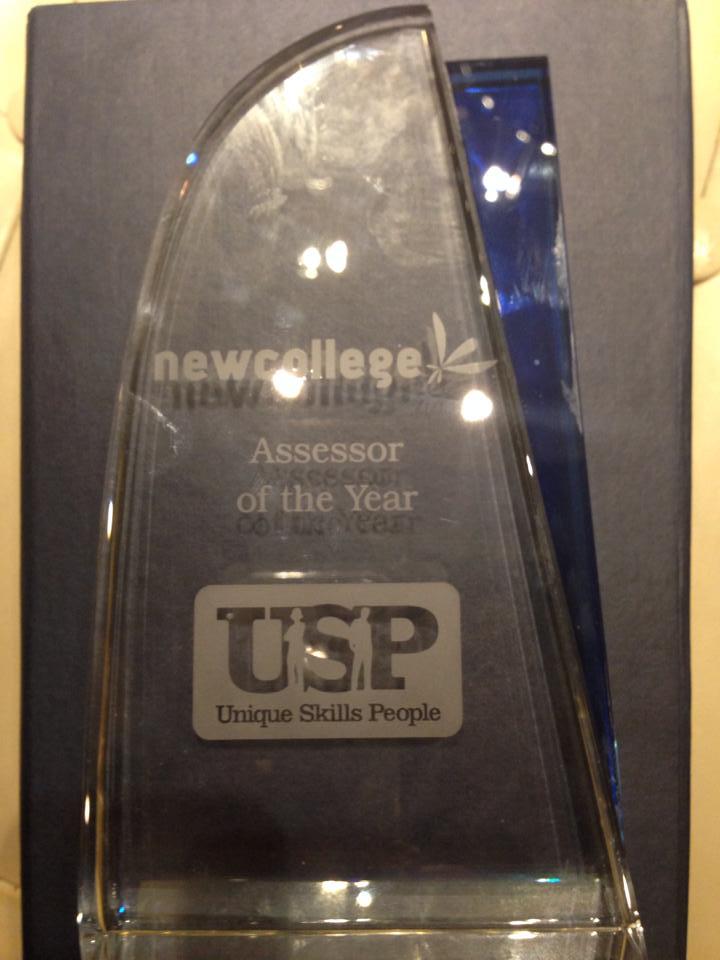 newcollege
Assessor
of the Year
USP
Unique Skills People